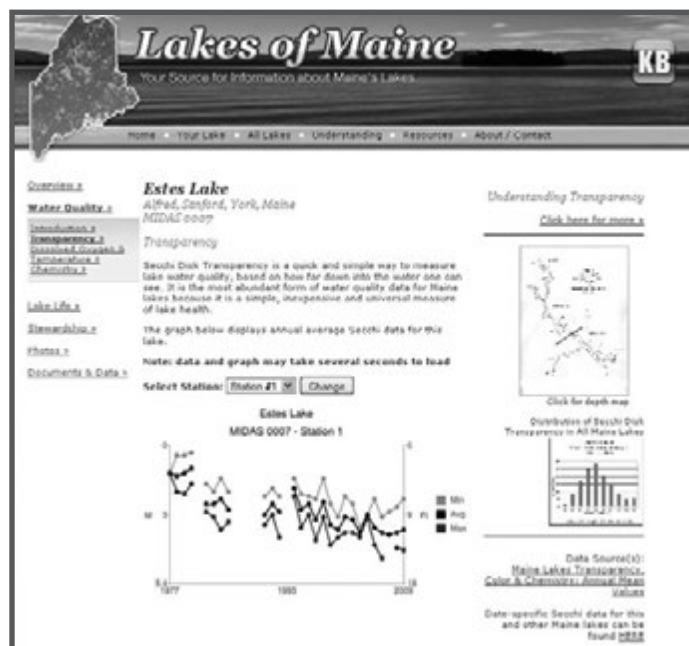 Lakes of Maine
Your Source for Information about Maine's Lakes
KB
Home • Your Lake • All Lakes • Understanding • Resources • About / Contact
Overview »
Water Quality »
Introduction »
Transparency »
Dissolved Oxygen &
Temperature »
Chemistry »
Lake Life »
Stewardship »
Photos »
Documents & Data »
Estes Lake
Alfred, Sanford, York, Maine
MIDAS 0007
Transparency
Secchi Disk Transparency is a quick and simple way to measure
lake water quality, based on how far down into the water one can
see. It is the most abundant form of water quality data for Maine
lakes because it is a simple, inexpensive and universal measure
of lake health.
The graph below displays annual average Secchi data for this
lake.
Note: data and graph may take several seconds to load
Select Station: Station #1 Change
Estes Lake
MIDAS 0007 - Station 1
0
0
M
3
9
Ft
Min
Avg
Max
18
1977
2009
Understanding Transparency
Click here for more »
Click for depth map
Distribution of Secchi Disk
Transparency in All Maine Lakes
Data Source(s):
Maine Lakes Transparency,
Color & Chemistry: Annual Mean
Values
Date-specific Secchi data for this
and other Maine lakes can be
found HERE